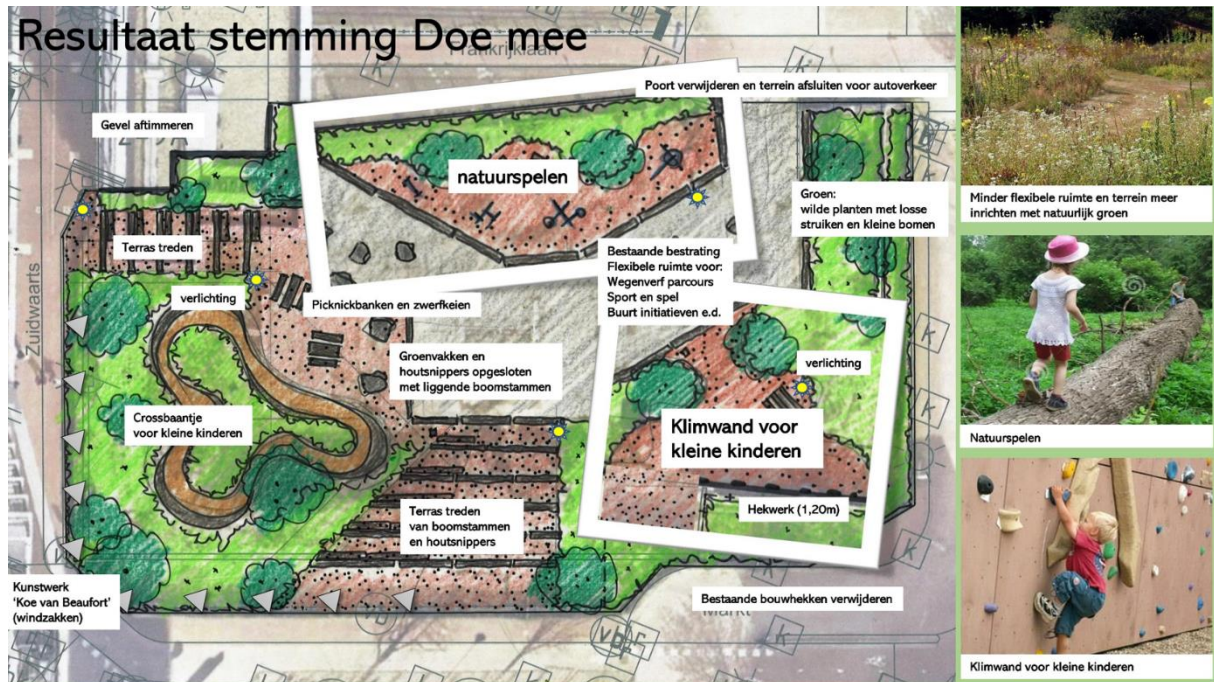 Resultaat stemming Doe mee
Frankrijklaan
Poort verwijderen en terrein afsluiten voor autoverkeer
Gevel aftimmeren
natuurspelen
Groen:
wilde planten met losse
struiken en kleine bomen
Terras treden
Bestaande bestrating
Flexibele ruimte voor:
Wegenverf parcours
Sport en spel
Buurt initiatieven e.d.
verlichting
Picknickbanken en zwerfkeien
Zuidwaarts
Groenvakken en
houtsnippers opgesloten
met liggende boomstammen
verlichting
Crossbaantje
voor kleine kinderen
Klimwand voor
kleine kinderen
Terras treden
van boomstammen
en houtsnippers
Hekwerk (1,20m)
Kunstwerk
'Koe van Beaufort'
(windzakken)
Bestaande bouwhekken verwijderen
Markt
Minder flexibele ruimte en terrein meer
inrichten met natuurlijk groen
Natuurspelen
Klimwand voor kleine kinderen